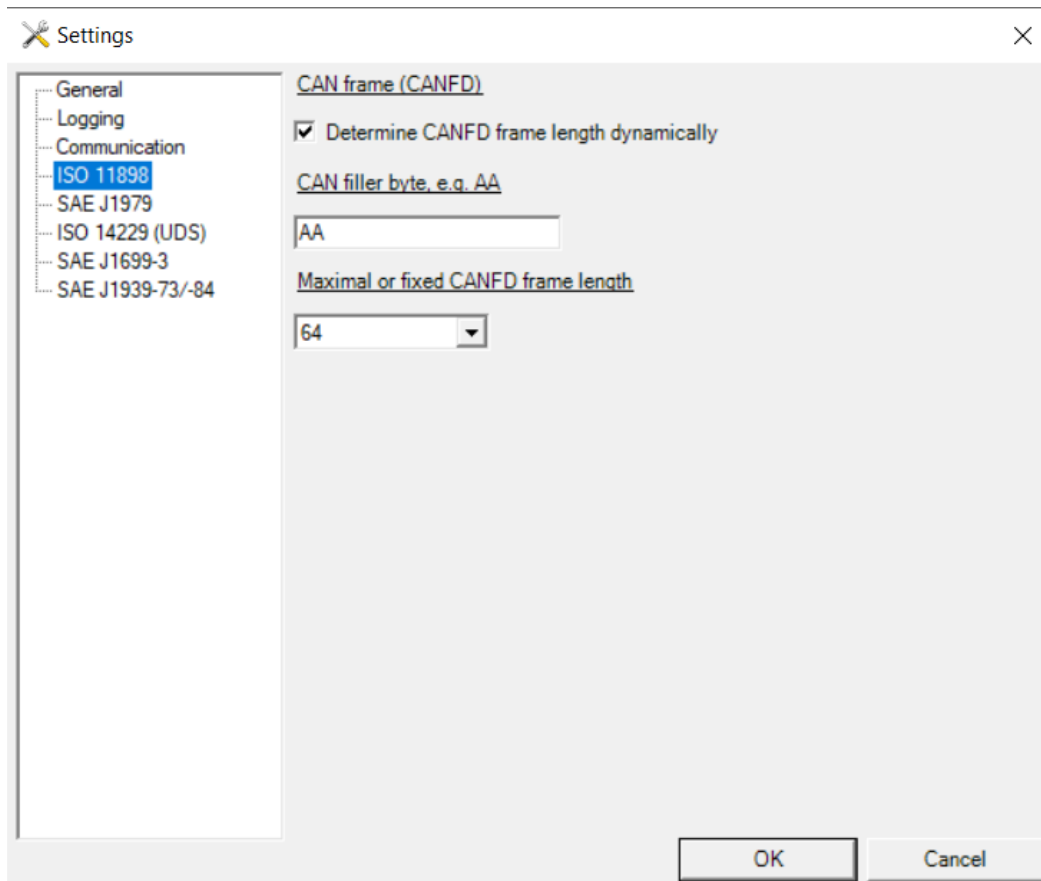 Settings
General
Logging
Communication
ISO 11898
SAE J1979
ISO 14229 (UDS)
SAE J1699-3
SAE J1939-73/-84
CAN frame (CANFD)
Determine CANFD frame length dynamically
CAN filler byte, e.g. AA
AA
Maximal or fixed CANFD frame length
64
OK
Cancel